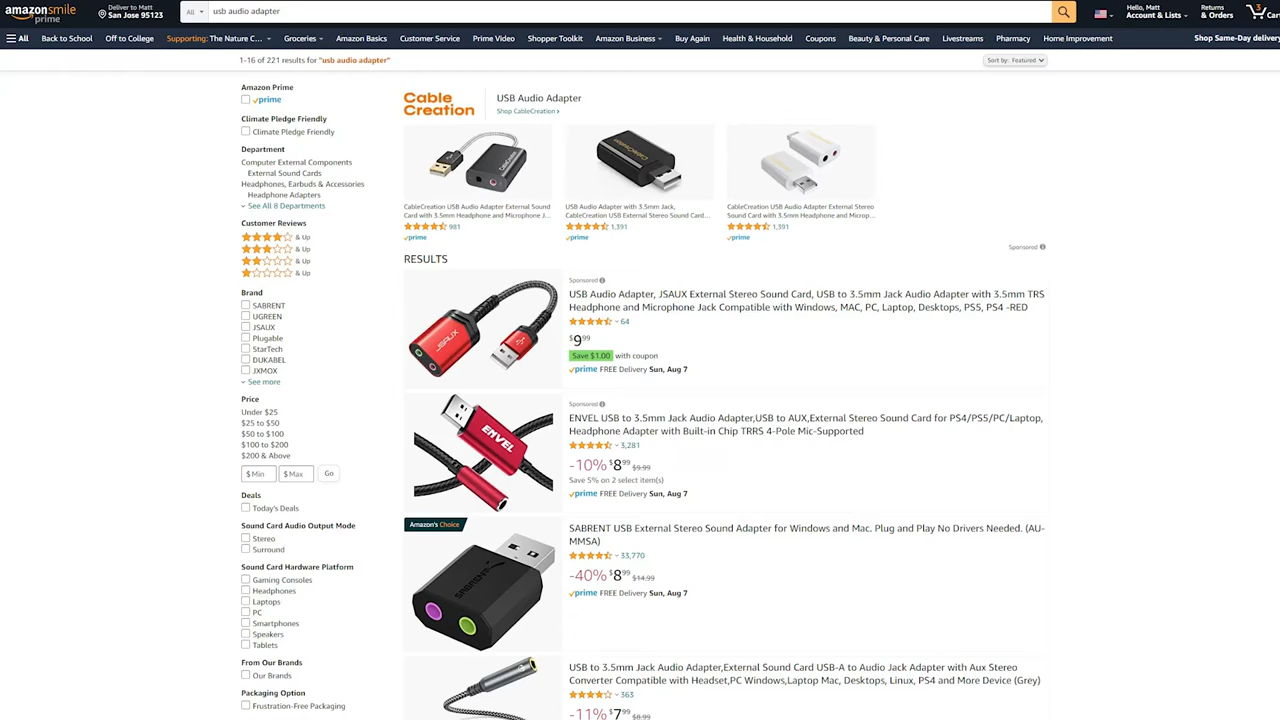 amazonsmile
prime
Deliver to Matt
San Jose 95123
All
usb audio adapter
Hello, Matt
Account & Lists
Returns
& Orders
3
Cart
All
Back to School
Off to College
Supporting: The Nature C...
Groceries
Amazon Basics
Customer Service
Prime Video
Shopper Toolkit
Amazon Business
Buy Again
Health & Household
Coupons
Beauty & Personal Care
Livestreams
Pharmacy
Home Improvement
Shop Same-Day delivery
1-16 of 221 results for "usb audio adapter"
Sort by: Featured
Amazon Prime
prime
Climate Pledge Friendly
Climate Pledge Friendly
Department
Computer External Components
External Sound Cards
Headphones, Earbuds & Accessories
Headphone Adapters
See All 8 Departments
Customer Reviews
& Up
& Up
& Up
& Up
Brand
SABRENT
UGREEN
JSAUX
Plugable
StarTech
DUKABEL
JXMOX
See more
Price
Under $25
$25 to $50
$50 to $100
$100 to $200
$200 & Above
$ Min
$ Max
Go
Deals
Today's Deals
Sound Card Audio Output Mode
Stereo
Surround
Sound Card Hardware Platform
Gaming Consoles
Headphones
Laptops
PC
Smartphones
Speakers
Tablets
From Our Brands
Our Brands
Packaging Option
Frustration-Free Packaging
Cable
Creation
USB Audio Adapter
Shop CableCreation
CableCreation
CableCreation
CableCreation USB Audio Adapter External Sound
Card with 3.5mm Headphone and Microphone J...
981
prime
USB Audio Adapter with 3.5mm Jack,
CableCreation USB External Stereo Sound Card...
1,391
prime
CableCreation USB Audio Adapter External Stereo
Sound Card with 3.5mm Headphone and Microp...
1,391
prime
Sponsored
RESULTS
JSAUX
Sponsored
USB Audio Adapter, JSAUX External Stereo Sound Card, USB to 3.5mm Jack Audio Adapter with 3.5mm TRS
Headphone and Microphone Jack Compatible with Windows, MAC, PC, Laptop, Desktops, PS5, PS4 -RED
64
$9.99
Save $1.00 with coupon
prime FREE Delivery Sun, Aug 7
ENVEL
Sponsored
ENVEL USB to 3.5mm Jack Audio Adapter,USB to AUX,External Stereo Sound Card for PS4/PS5/PC/Laptop,
Headphone Adapter with Built-in Chip TRRS 4-Pole Mic-Supported
3,281
-10% $8.99 $9.99
Save 5% on 2 select item(s)
prime FREE Delivery Sun, Aug 7
Amazon's Choice
SABRENT
SABRENT USB External Stereo Sound Adapter for Windows and Mac. Plug and Play No Drivers Needed. (AU-
MMSA)
33,770
-40% $8.99 $14.99
prime FREE Delivery Sun, Aug 7
USB to 3.5mm Jack Audio Adapter,External Sound Card USB-A to Audio Jack Adapter with Aux Stereo
Converter Compatible with Headset,PC Windows,Laptop Mac, Desktops, Linux, PS4 and More Device (Grey)
363
-11% $7.99 $8.99